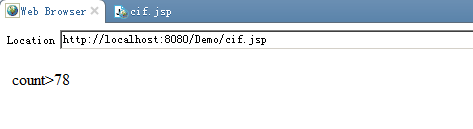 Web Browser cif.jsp
Location http://localhost:8080/Demo/cif.jsp
count>78